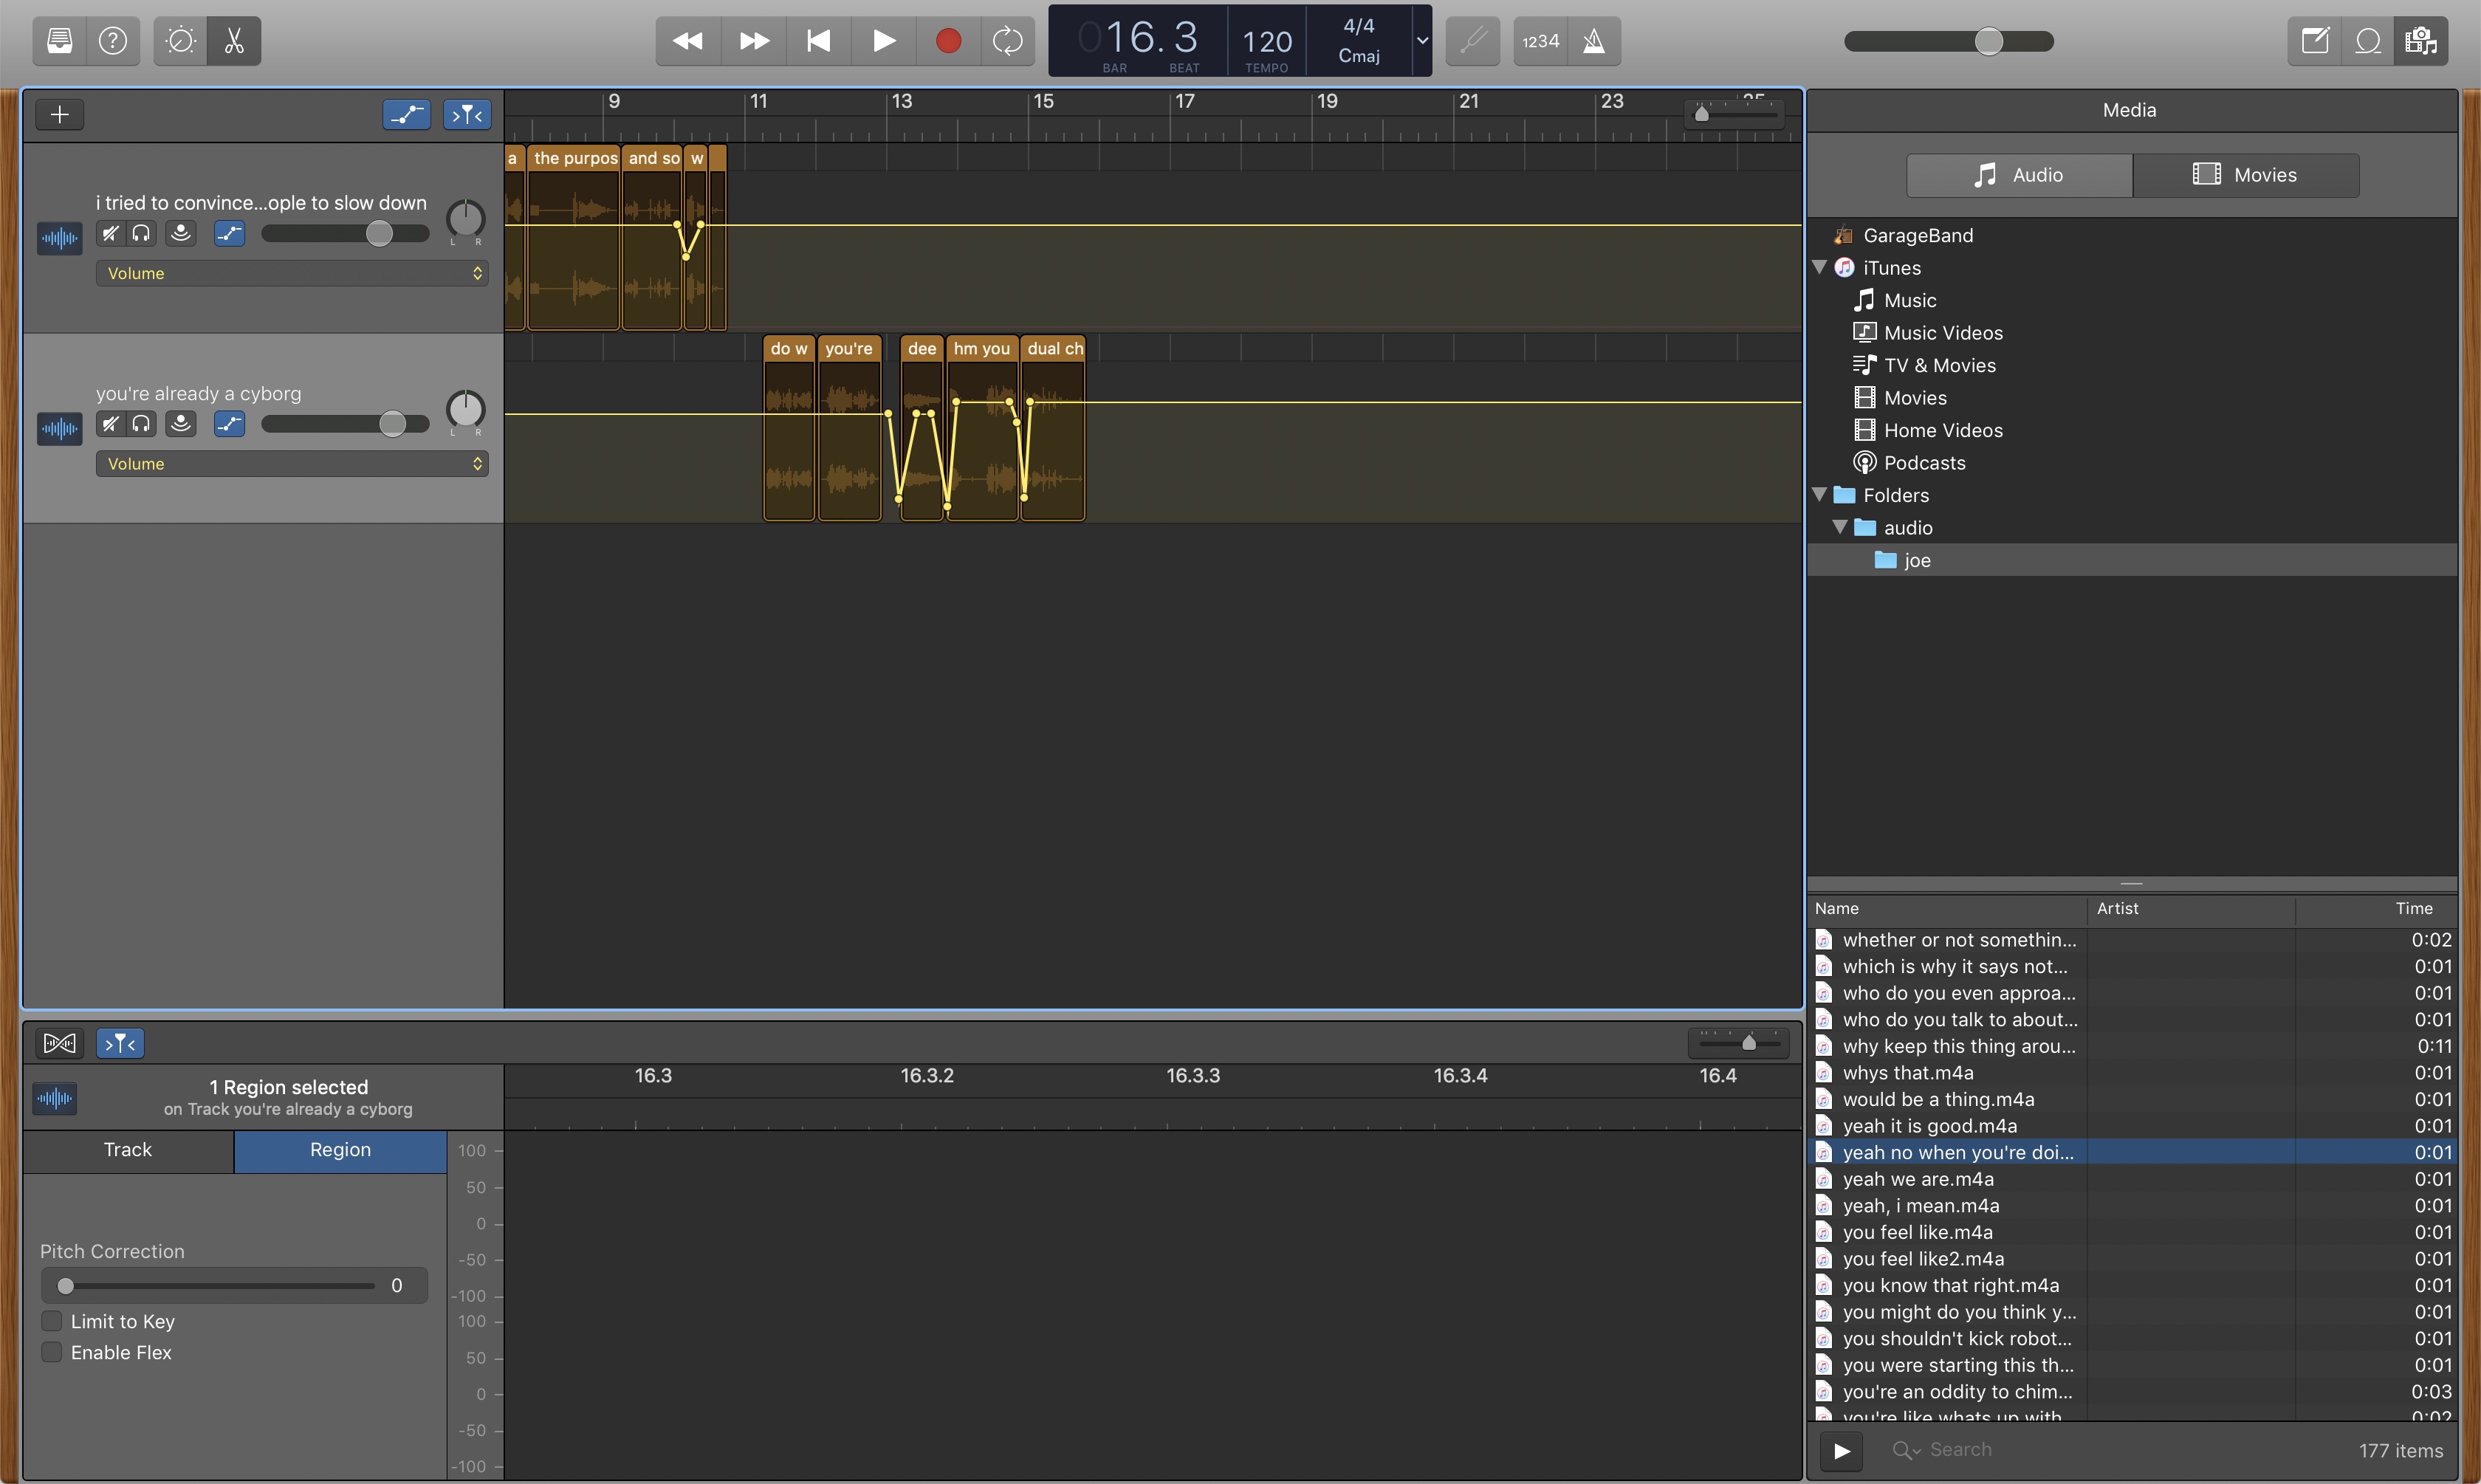 016.3
BAR BEAT
120
TEMPO
4/4
Cmaj
1234
9 11 13 15 17 19 21 23 25
a
the purpos
and so
w
i tried to convince...ople to slow down
L R
Volume
do w
you're
dee
hm you
dual ch
you're already a cyborg
L R
Volume
Media
Audio
Movies
GarageBand
iTunes
Music
Music Videos
TV & Movies
Movies
Home Videos
Podcasts
Folders
audio
joe
Name Artist Time
whether or not somethin... 0:02
which is why it says not... 0:01
who do you even approa... 0:01
who do you talk to about... 0:01
why keep this thing arou... 0:11
whys that.m4a 0:01
would be a thing.m4a 0:01
yeah it is good.m4a 0:01
yeah no when you're doi... 0:01
yeah we are.m4a 0:01
yeah, i mean.m4a 0:01
you feel like.m4a 0:01
you feel like2.m4a 0:01
you know that right.m4a 0:01
you might do you think y... 0:01
you shouldn't kick robot... 0:01
you were starting this th... 0:01
you're an oddity to chim... 0:03
you're like whats up with 0:02
Search
177 items
1 Region selected
on Track you're already a cyborg
16.3 16.3.2 16.3.3 16.3.4 16.4
Track
Region
Pitch Correction
0
Limit to Key
Enable Flex
100
50
0
-50
-100
100
50
0
-50
-100